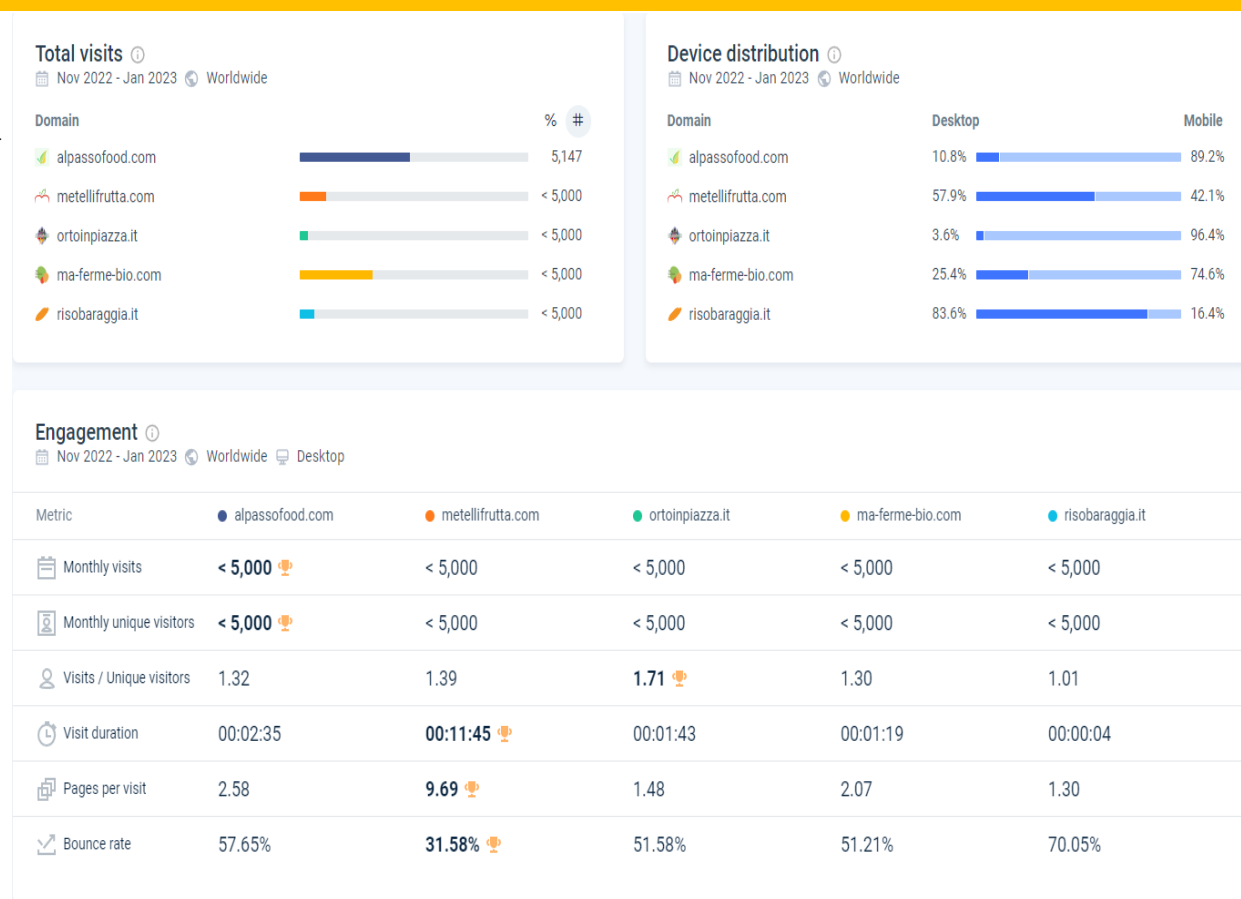 Total visits
Nov 2022 - Jan 2023 Worldwide
Domain % #
alpassofood.com 5,147
metellifrutta.com < 5,000
ortoinpiazza.it < 5,000
ma-ferme-bio.com < 5,000
risobaraggia.it < 5,000
Device distribution
Nov 2022 - Jan 2023 Worldwide
Domain Desktop Mobile
alpassofood.com 10.8% 89.2%
metellifrutta.com 57.9% 42.1%
ortoinpiazza.it 3.6% 96.4%
ma-ferme-bio.com 25.4% 74.6%
risobaraggia.it 83.6% 16.4%
Engagement
Nov 2022 - Jan 2023 Worldwide Desktop
Metric alpassofood.com metellifrutta.com ortoinpiazza.it ma-ferme-bio.com risobaraggia.it
Monthly visits < 5,000 < 5,000 < 5,000 < 5,000 < 5,000
Monthly unique visitors < 5,000 < 5,000 < 5,000 < 5,000 < 5,000
Visits / Unique visitors 1.32 1.39 1.71 1.30 1.01
Visit duration 00:02:35 00:11:45 00:01:43 00:01:19 00:00:04
Pages per visit 2.58 9.69 1.48 2.07 1.30
Bounce rate 57.65% 31.58% 51.58% 51.21% 70.05%